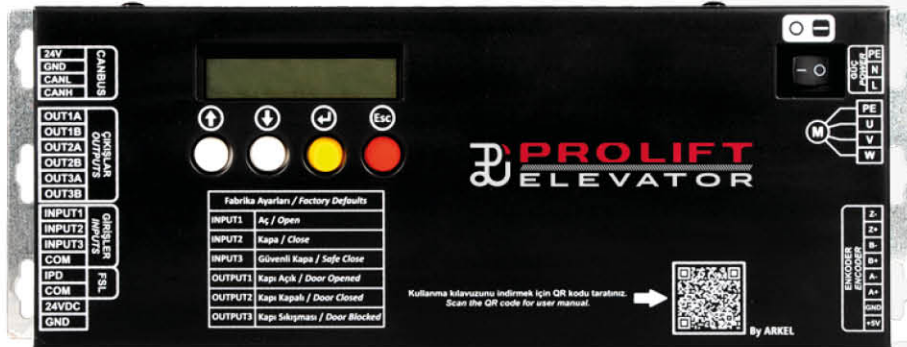 24V
GND
CANL
CANH
CANBUS
OUT1A
OUT1B
OUT2A
OUT2B
OUT3A
OUT3B
ÇIKIŞLAR
OUTPUTS
INPUT1
INPUT2
INPUT3
COM
GİRİŞLER
INPUTS
IPD
COM
FSL
24VDC
GND
Esc
Fabrika Ayarları / Factory Defaults
INPUT1 Aç / Open
INPUT2 Kapa / Close
INPUT3 Güvenli Kapa / Safe Close
OUTPUT1 Kapı Açık / Door Opened
OUTPUT2 Kapı Kapalı / Door Closed
OUTPUT3 Kapı Sıkışması / Door Blocked
PROLIFT
ELEVATOR
Kullanma kılavuzunu indirmek için QR kodu taratınız.
Scan the QR code for user manual.
By ARKEL
GÜÇ
POWER
PE
N
L
M
PE
U
V
W
ENKODER
ENCODER
Z-
Z+
B-
B+
A-
A+
GND
+5V